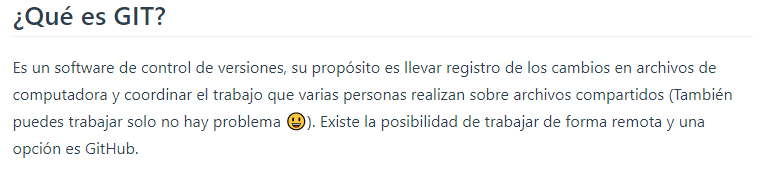 ¿Qué es GIT?
Es un software de control de versiones, su propósito es llevar registro de los cambios en archivos de
computadora y coordinar el trabajo que varias personas realizan sobre archivos compartidos (También
puedes trabajar solo no hay problema 😃). Existe la posibilidad de trabajar de forma remota y una
opción es GitHub.